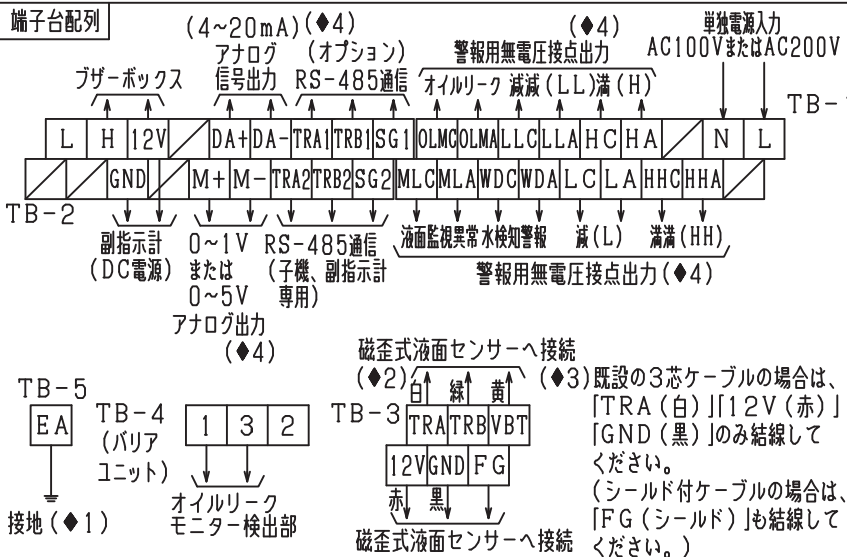 端子台配列
(4~20mA)(♦4)
アナログ
信号出力
(オプション)
RS-485通信
(♦4)
警報用無電圧接点出力
オイルリーク 減減(LL)満(H)
単独電源入力
AC100VまたはAC200V
ブザーボックス
TB-
L H 12V DA+ DA- TRA1 TRB1 SG1 OLMC OLMA LLC LLA HC HA N L
GND M+ M- TRA2 TRB2 SG2 MLC MLA WDC WDA LC LA HHC HHA
TB-2
副指示計
(DC電源)
0~1V
または
0~5V
アナログ出力
(♦4)
RS-485通信
(子機、副指示計
専用)
液面監視異常 水検知警報 減(L) 満満(HH)
警報用無電圧接点出力(♦4)
TB-5
EA
接地(♦1)
TB-4
(バリア
ユニット)
1 3 2
オイルリーク
モニター検出部
磁歪式液面センサーへ接続
(♦2)
白 緑 黄
TB-3
TRA TRB VBT
12V GND FG
赤 黒
磁歪式液面センサーへ接続
(♦3)既設の3芯ケーブルの場合は、
「TRA(白)」「12V(赤)」
「GND(黒)」のみ結線して
ください。
(シールド付ケーブルの場合は、
「FG(シールド)」も結線して
ください。)